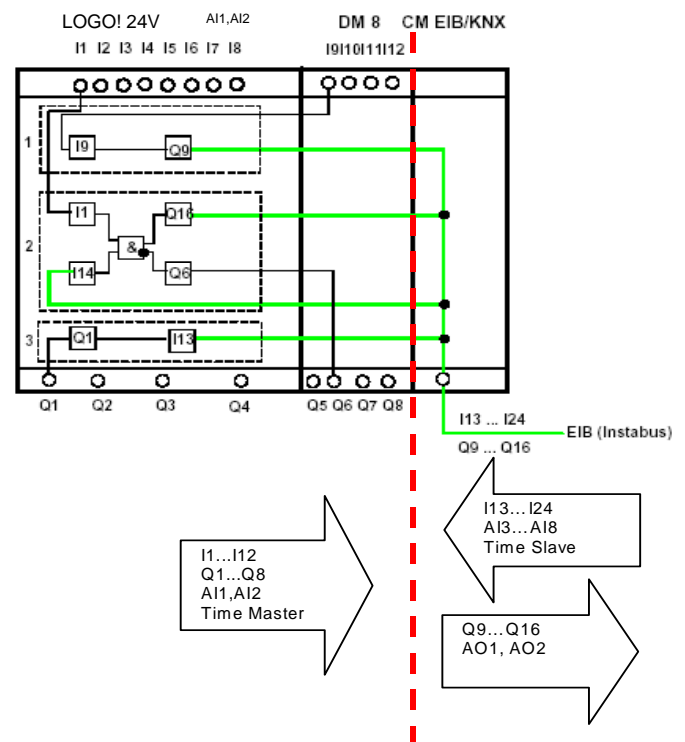 LOGO! 24V AI1,AI2 DM 8 CM EIB/KNX
I1 I2 I3 I4 I5 I6 I7 I8 I9I10I11I12
1 I9 Q9
I1 Q16
2 &
I14 Q6
3 Q1 I13
Q1 Q2 Q3 Q4 Q5 Q6 Q7 Q8
I13 ... I24
EIB (Instabus)
Q9 ... Q16
I1...I12
Q1...Q8
AI1,AI2
Time Master
I13...I24
AI3...AI8
Time Slave
Q9...Q16
AO1, AO2